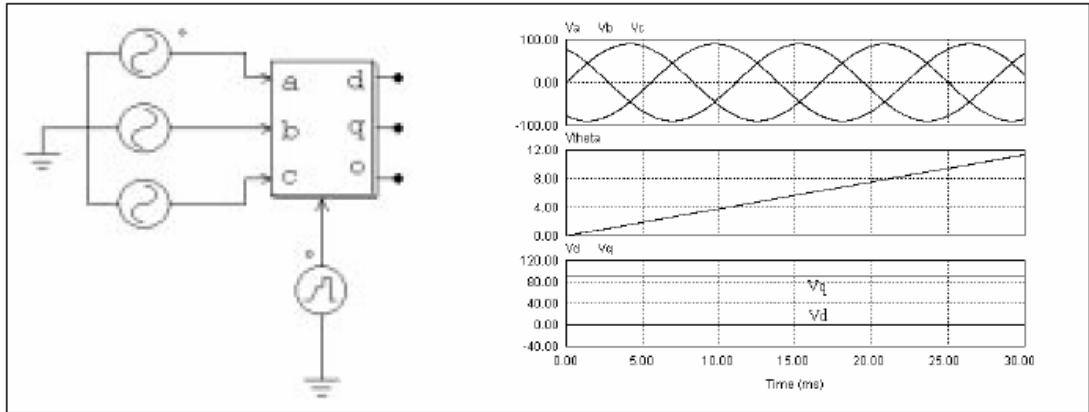 a d
b q
c o
Va Vb Vc
100.00
0.00
-100.00
Vtheta
12.00
8.00
4.00
0.00
Vd Vq
120.00
80.00
40.00
0.00
-40.00
Vq
Vd
0.00 5.00 10.00 15.00 20.00 25.00 30.00
Time (ms)